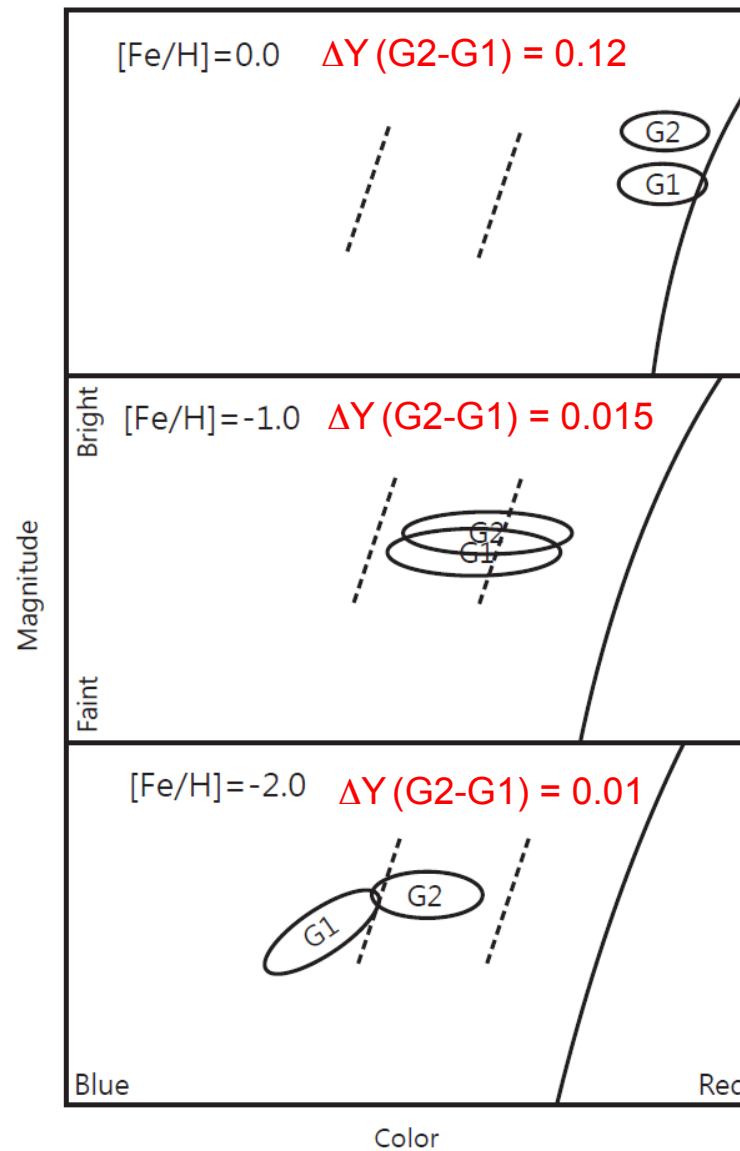 [Fe/H]=0.0 ΔY (G2-G1) = 0.12
G2
G1
Bright
[Fe/H]=-1.0 ΔY (G2-G1) = 0.015
G2
G1
Magnitude
Faint
[Fe/H]=-2.0 ΔY (G2-G1) = 0.01
G2
G1
Blue
Red
Color